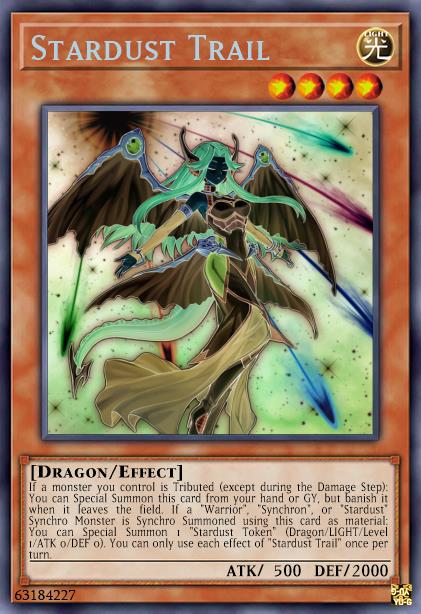 STARDUST TRAIL
LIGHT
光
[DRAGON/EFFECT]
If a monster you control is Tributed (except during the Damage Step):
You can Special Summon this card from your hand or GY, but banish it
when it leaves the field. If a "Warrior", "Synchron", or "Stardust"
Synchro Monster is Synchro Summoned using this card as material:
You can Special Summon 1 "Stardust Token" (Dragon/LIGHT/Level
1/ATK 0/DEF 0). You can only use each effect of "Stardust Trail" once per
turn.
ATK/ 500 DEF/2000
63184227